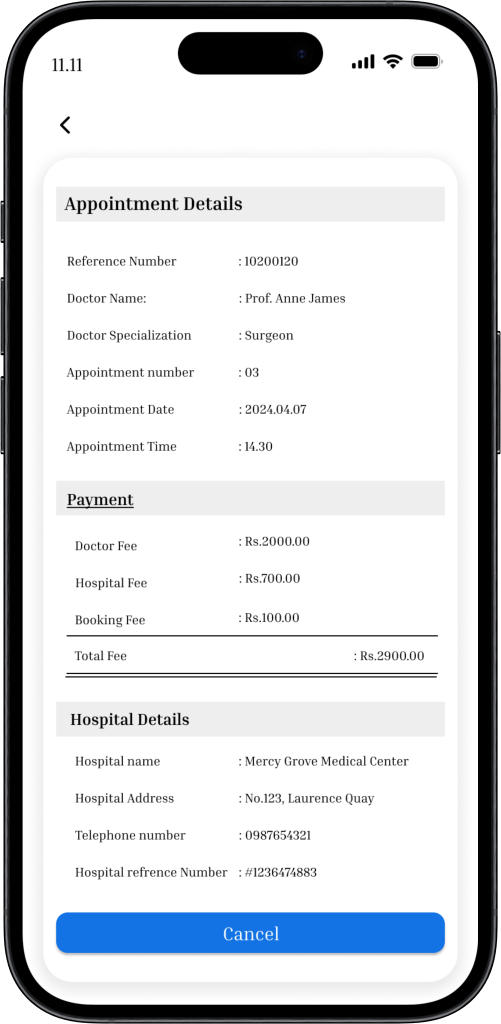 11.11
Appointment Details
Reference Number : 10200120
Doctor Name: : Prof. Anne James
Doctor Specialization : Surgeon
Appointment number : 03
Appointment Date : 2024.04.07
Appointment Time : 14.30
Payment
Doctor Fee : Rs.2000.00
Hospital Fee : Rs.700.00
Booking Fee : Rs.100.00
Total Fee : Rs.2900.00
Hospital Details
Hospital name : Mercy Grove Medical Center
Hospital Address : No.123, Laurence Quay
Telephone number : 0987654321
Hospital refrence Number : #1236474883
Cancel